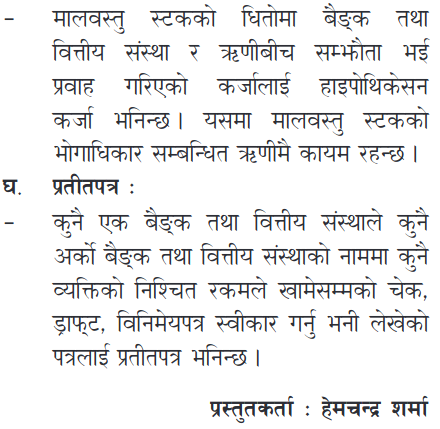 – मालवस्तु स्टकको धितोमा बैङ्क तथा
वित्तीय संस्था र ऋणीबीच सम्झौता भई
प्रवाह गरिएको कर्जालाई हाइपोथिकेसन
कर्जा भनिन्छ । यसमा मालवस्तु स्टकको
भोगाधिकार सम्बन्धित ऋणीमै कायम रहन्छ ।
घ. प्रतीतपत्र :
– कुनै एक बैङ्क तथा वित्तीय संस्थाले कुनै
अर्को बैङ्क तथा वित्तीय संस्थाको नाममा कुनै
व्यक्तिको निश्चित रकमले खामेसम्मको चेक,
ड्राफ्ट, विनिमेयपत्र स्वीकार गर्नु भनी लेखेको
पत्रलाई प्रतीतपत्र भनिन्छ ।
प्रस्तुतकर्ता : हेमचन्द्र शर्मा